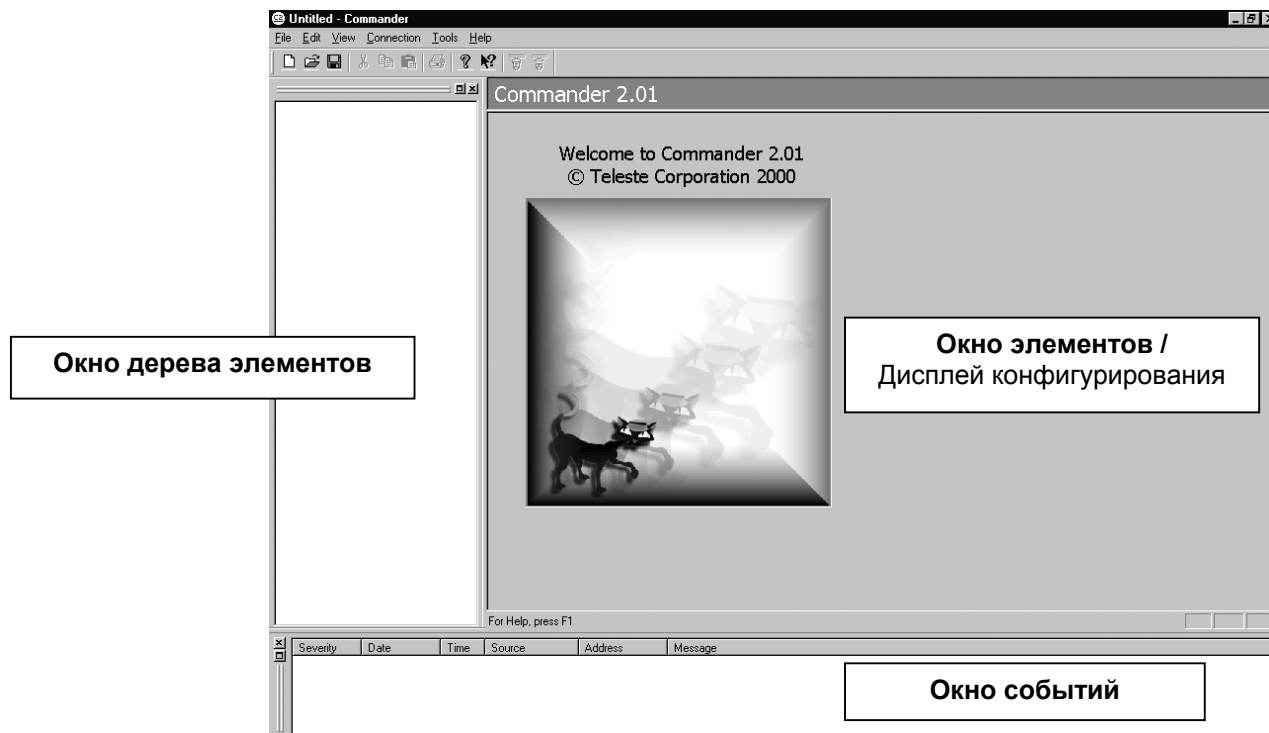 Untitled - Commander
File Edit View Connection Tools Help
Commander 2.01
Welcome to Commander 2.01
© Teleste Corporation 2000
Окно дерева элементов
Окно элементов /
Дисплей конфигурирования
For Help, press F1
Severity Date Time Source Address Message
Окно событий